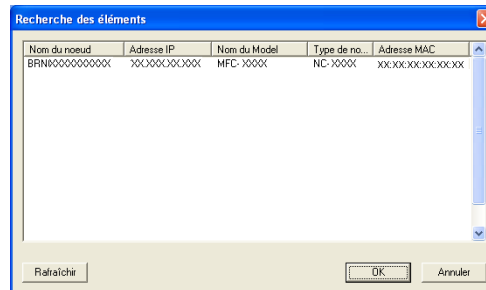 Recherche des éléments
Nom du noeud Adresse IP Nom du Model Type de no... Adresse MAC
BRNXXXXXXXXXX XX.XXX.XX.XXX MFC-XXXX NC-XXXX XX:XX:XX:XX:XX:XX
Rafraîchir OK Annuler